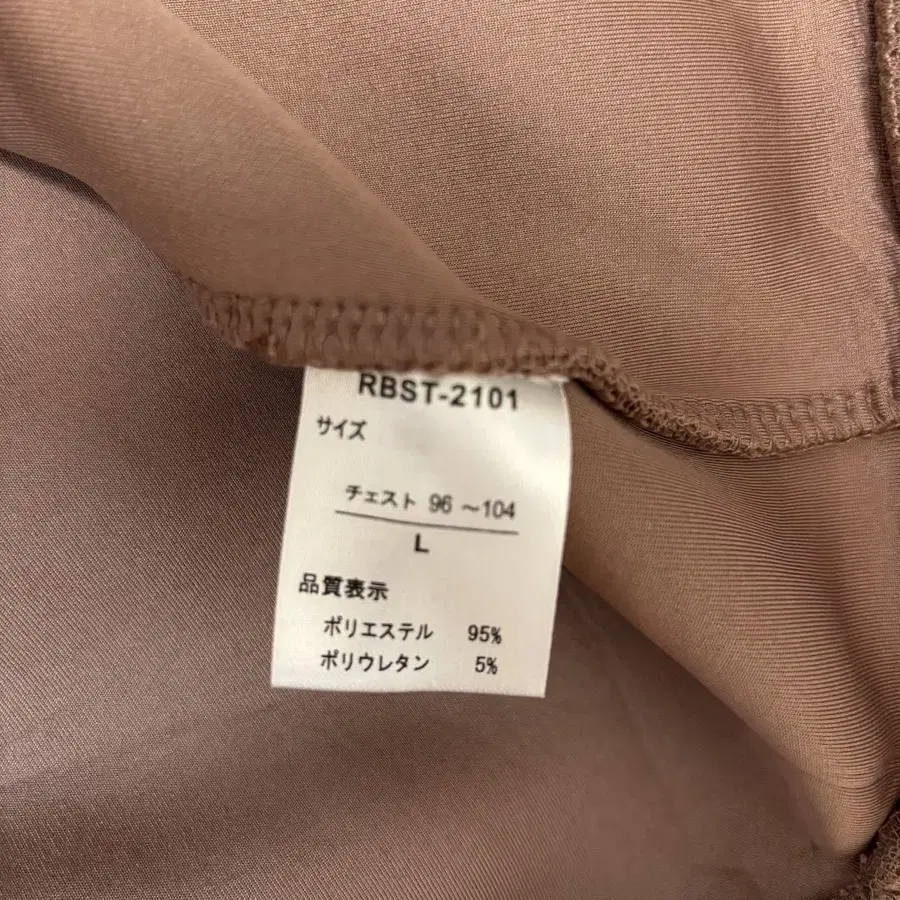 RBST-2101
サイズ
チェスト 96 ～104
L
品質表示
ポリエステル 95%
ポリウレタン 5%